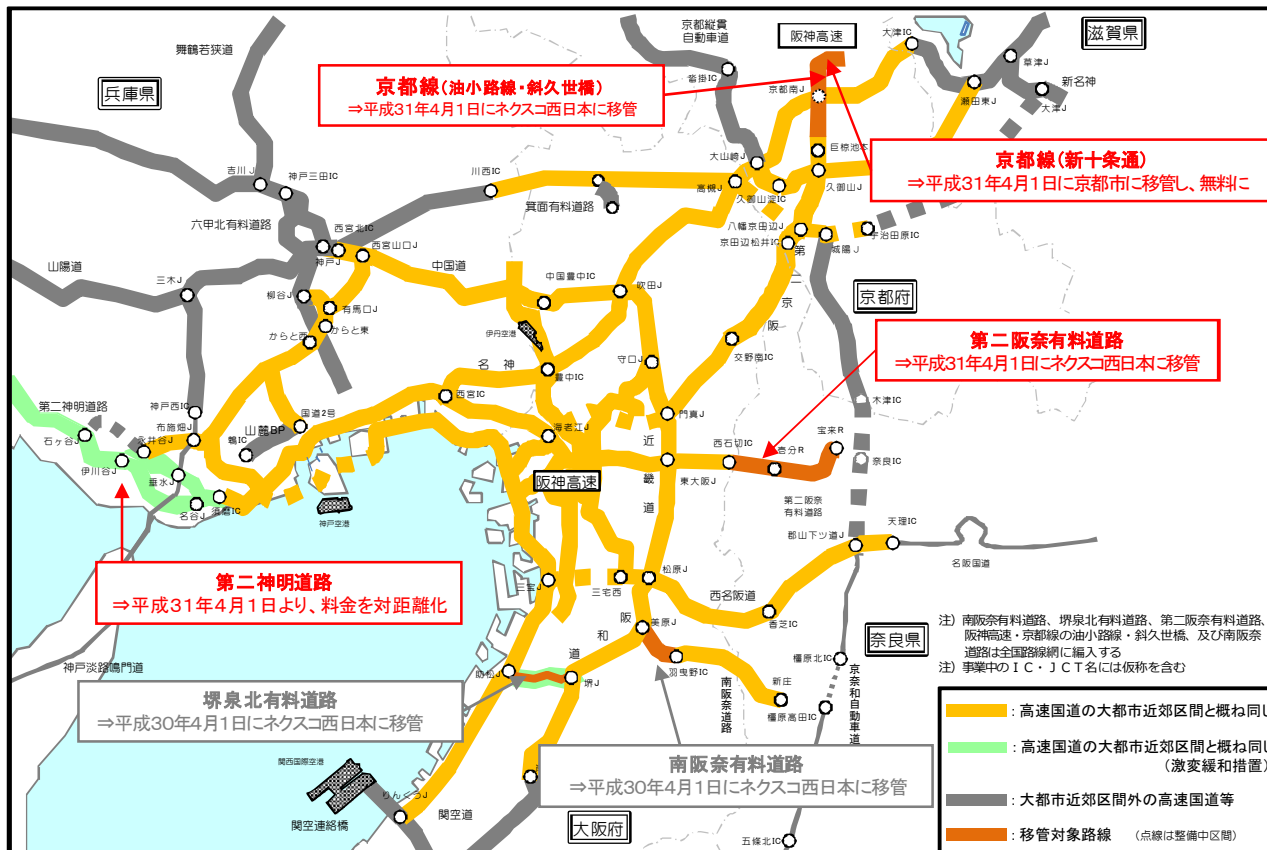 舞鶴若狭道
京都縦貫
自動車道
阪神高速
大津IC
滋賀県
兵庫県
沓掛IC
京都線(油小路線・斜久世橋)
⇒平成31年4月1日にネクスコ西日本に移管
京都南J
草津J
新名神
瀬田東J
大津J
巨椋池本
大山崎J
京都線(新十条通)
⇒平成31年4月1日に京都市に移管し、無料に
吉川J
神戸三田IC
川西IC
高槻J
久御山淀IC
久御山J
箕面有料道路
六甲北有料道路
西宮北IC
西宮山口J
神戸J
八幡京田辺J
京田辺松井IC
宇治田原IC
城陽J
山陽道
中国道
三木J
中国豊中IC
吹田J
第二京阪
京都府
柳谷J
有馬口J
からと東
からと西
伊丹空港
守口J
交野南IC
第二阪奈有料道路
⇒平成31年4月1日にネクスコ西日本に移管
名神
豊中IC
西宮IC
木津IC
第二神明道路
神戸西IC
国道2号
布施畑J
山麓BP
鵯IC
石ヶ谷J
永井谷J
海老江J
門真J
近畿道
西石切IC
宝来R
壱分R
奈良IC
伊川谷J
垂水J
阪神高速
東大阪J
第二阪奈
有料道路
名谷J
須磨IC
神戸空港
天理IC
郡山下ツ道J
名阪国道
第二神明道路
⇒平成31年4月1日より、料金を対距離化
三宝J
三宅西
松原J
西名阪道
香芝IC
阪和道
美原J
注) 南阪奈有料道路、堺泉北有料道路、第二阪奈有料道路、
阪神高速・京都線の油小路線・斜久世橋、及び南阪奈
道路は全国路線網に編入する
注) 事業中のIC・JCT名には仮称を含む
奈良県
神戸淡路鳴門道
橿原北IC
助松J
堺J
羽曳野IC
新庄
橿原高田IC
南阪奈道路
京奈和自動車道
堺泉北有料道路
⇒平成30年4月1日にネクスコ西日本に移管
南阪奈有料道路
⇒平成30年4月1日にネクスコ西日本に移管
関西国際空港
りんくうJ
関空連絡橋
関空道
大阪府
五條北IC
:高速国道の大都市近郊区間と概ね同じ
:高速国道の大都市近郊区間と概ね同じ
(激変緩和措置)
:大都市近郊区間外の高速国道等
:移管対象路線 (点線は整備中区間)